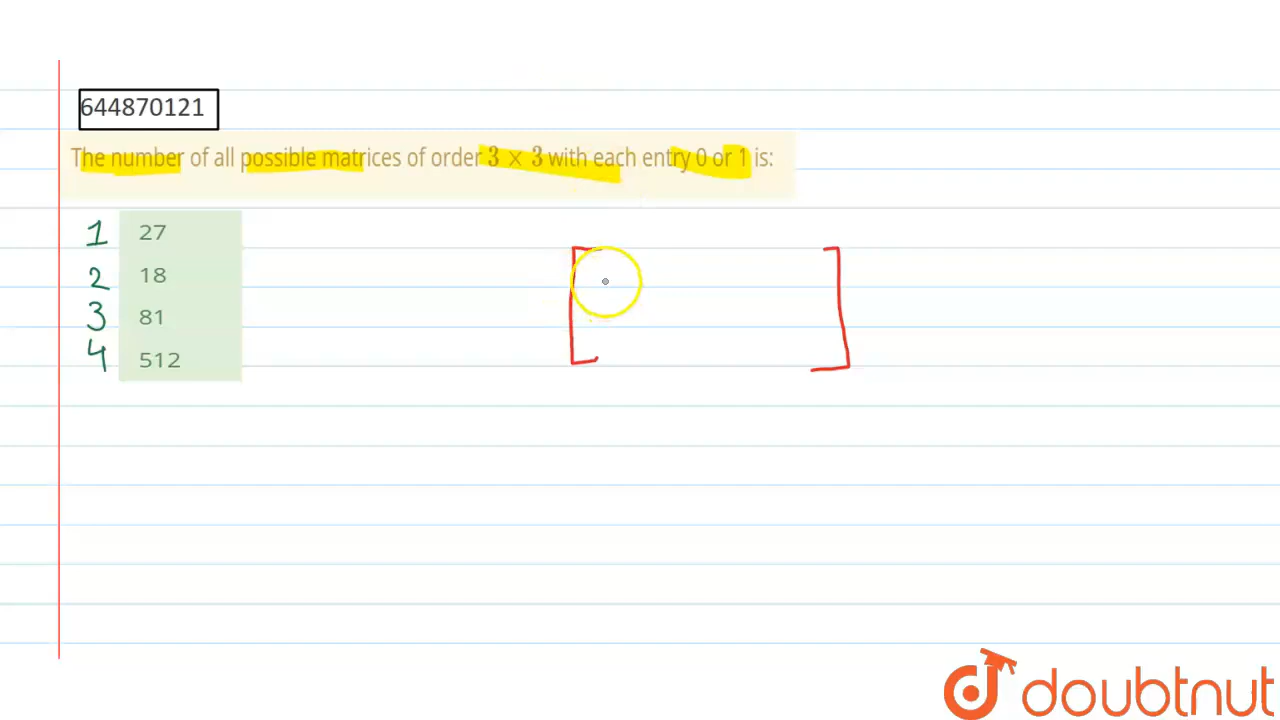 644870121
The number of all possible matrices of order 3 × 3 with each entry 0 or 1 is:
1 27
2 18
3 81
4 512
doubtnut